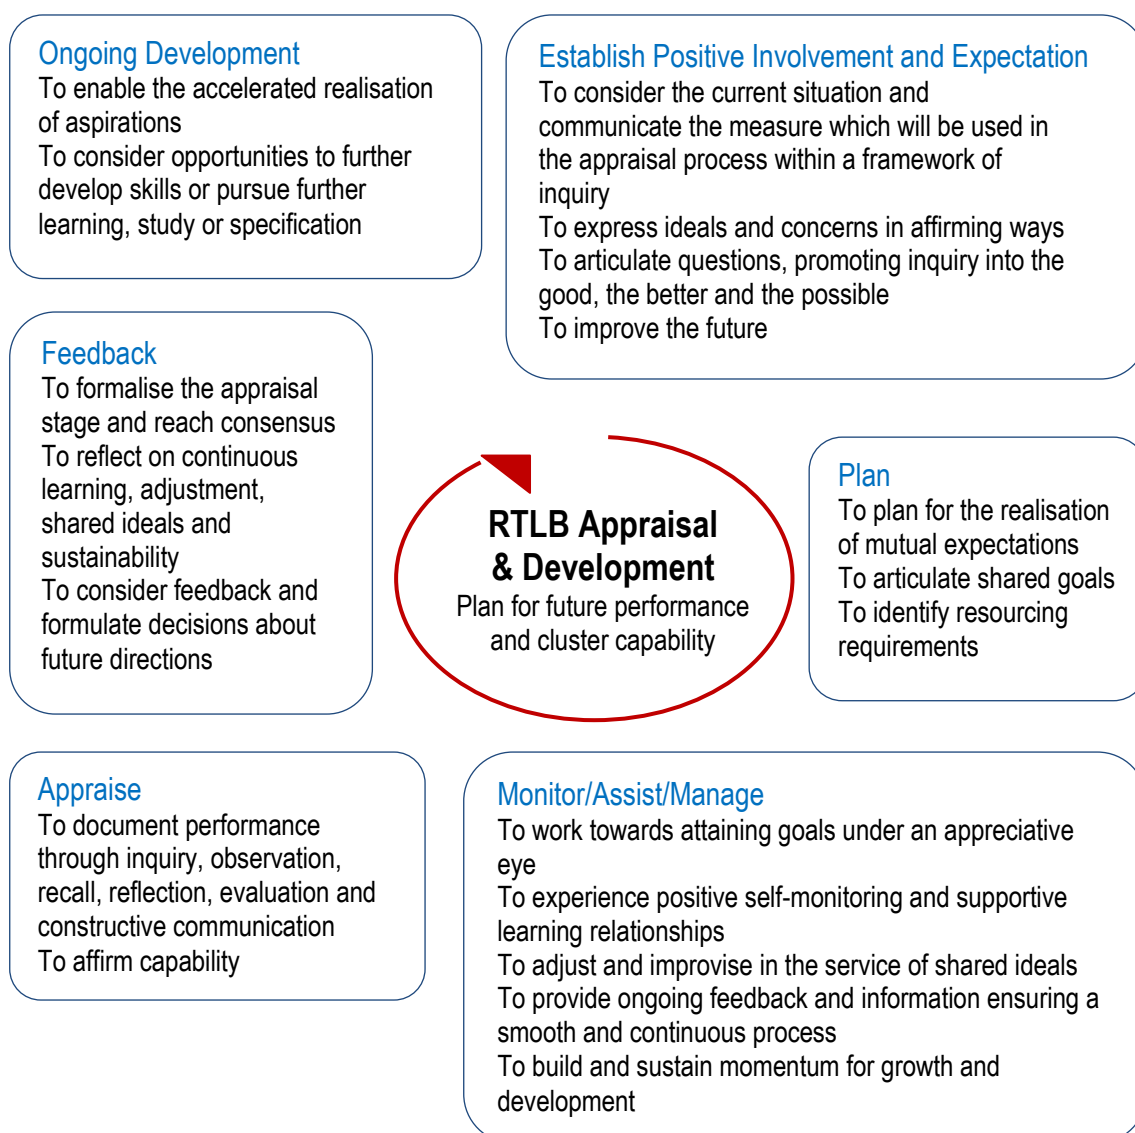 Ongoing Development
To enable the accelerated realisation
of aspirations
To consider opportunities to further
develop skills or pursue further
learning, study or specification
Establish Positive Involvement and Expectation
To consider the current situation and
communicate the measure which will be used in
the appraisal process within a framework of
inquiry
To express ideals and concerns in affirming ways
To articulate questions, promoting inquiry into the
good, the better and the possible
To improve the future
Feedback
To formalise the appraisal
stage and reach consensus
To reflect on continuous
learning, adjustment,
shared ideals and
sustainability
To consider feedback and
formulate decisions about
future directions
RTLB Appraisal
& Development
Plan for future performance
and cluster capability
Plan
To plan for the realisation
of mutual expectations
To articulate shared goals
To identify resourcing
requirements
Appraise
To document performance
through inquiry, observation,
recall, reflection, evaluation and
constructive communication
To affirm capability
Monitor/Assist/Manage
To work towards attaining goals under an appreciative
eye
To experience positive self-monitoring and supportive
learning relationships
To adjust and improvise in the service of shared ideals
To provide ongoing feedback and information ensuring a
smooth and continuous process
To build and sustain momentum for growth and
development